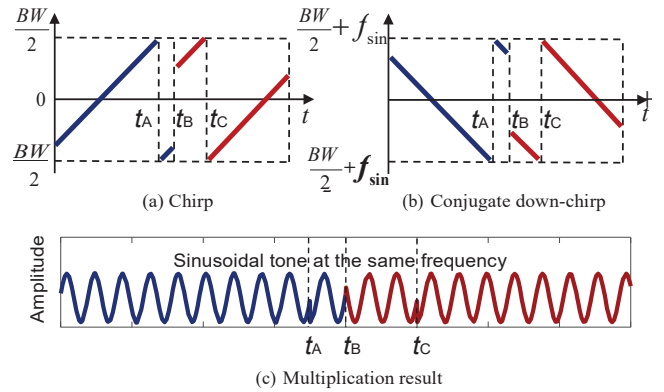 BW/2
0
BW/2
tA tB tC t
(a) Chirp
BW/2 + fsin
BW/2 + fsin
tA tB tC t
(b) Conjugate down-chirp
Amplitude
Sinusoidal tone at the same frequency
tA tB tC
(c) Multiplication result